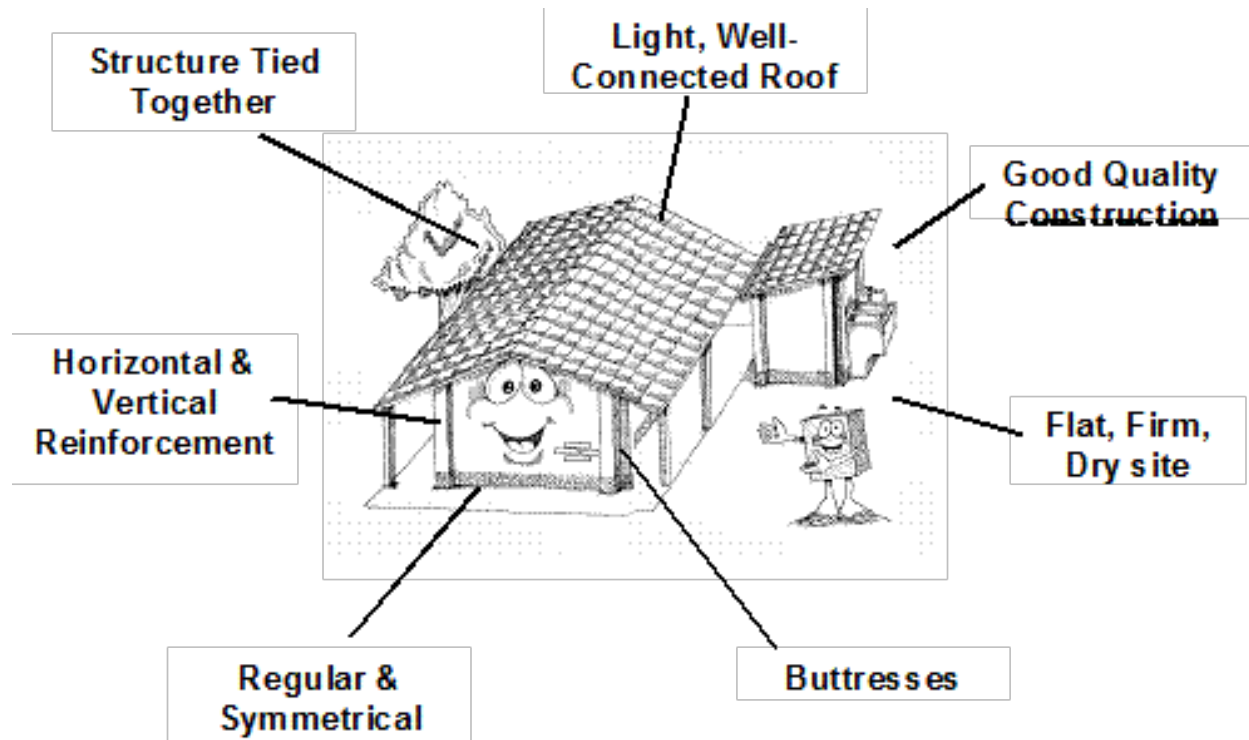 Light, Well-
Connected Roof
Structure Tied
Together
Good Quality
Construction
Horizontal &
Vertical
Reinforcement
Flat, Firm,
Dry site
Regular &
Symmetrical
Buttresses